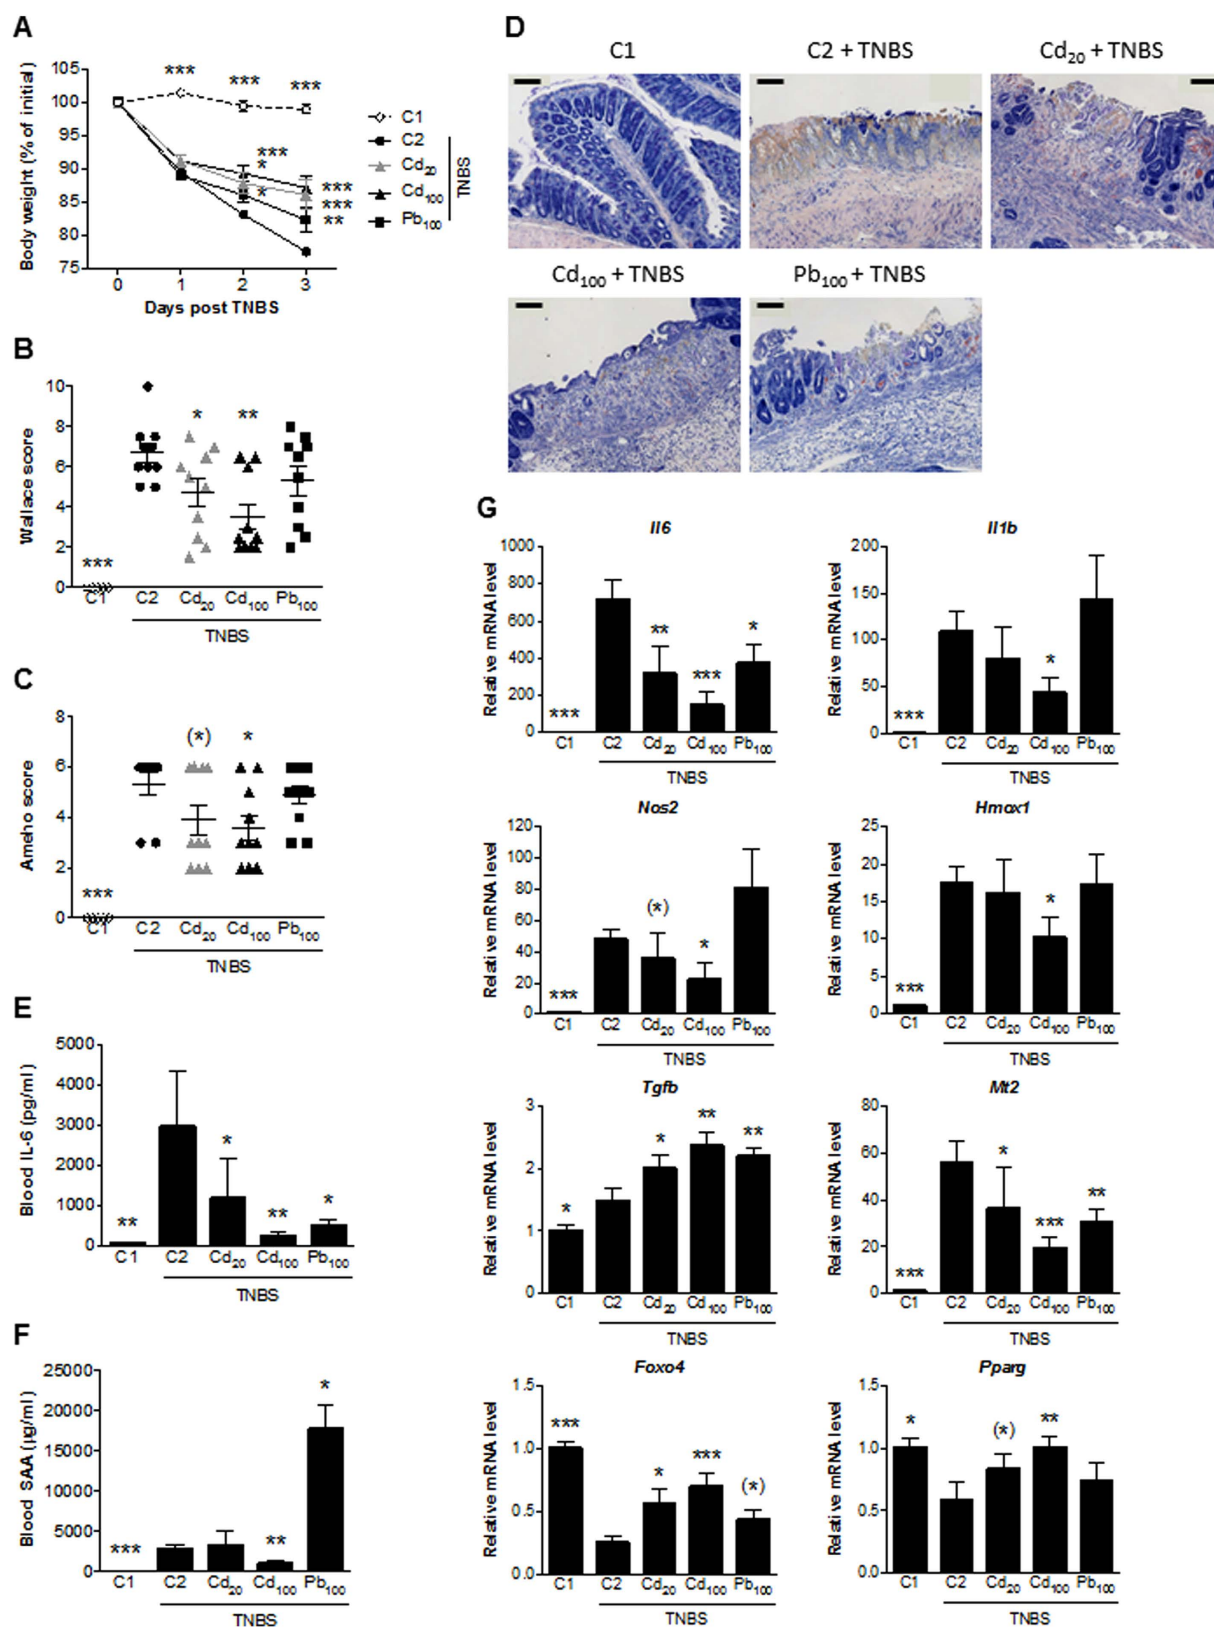 A
105
100
95
90
85
80
75
Body weight (% of initial)
***
***
***
***
*
*
***
***
**
0 1 2 3
Days post TNBS
C1
C2
Cd20
Cd100
Pb100
TNBS
D
C1
C2 + TNBS
Cd20 + TNBS
Cd100 + TNBS
Pb100 + TNBS
B
10
8
6
4
2
0
Wallace score
***
*
**
C1 C2 Cd20 Cd100 Pb100
TNBS
C
8
6
4
2
0
Ameho score
***
(*)
*
C1 C2 Cd20 Cd100 Pb100
TNBS
E
5000
4000
3000
2000
1000
0
Blood IL-6 (pg/ml)
**
*
**
*
C1 C2 Cd20 Cd100 Pb100
TNBS
F
25000
20000
15000
10000
5000
0
Blood SAA (µg/ml)
***
**
*
C1 C2 Cd20 Cd100 Pb100
TNBS
G
Il6
1000
800
600
400
200
0
Relative mRNA level
***
**
***
*
C1 C2 Cd20 Cd100 Pb100
TNBS
Il1b
200
150
100
50
0
Relative mRNA level
***
*
C1 C2 Cd20 Cd100 Pb100
TNBS
Nos2
120
100
80
60
40
20
0
Relative mRNA level
***
(*)
*
C1 C2 Cd20 Cd100 Pb100
TNBS
Hmox1
25
20
15
10
5
0
Relative mRNA level
***
*
C1 C2 Cd20 Cd100 Pb100
TNBS
Tgfb
3
2
1
0
Relative mRNA level
*
*
**
**
C1 C2 Cd20 Cd100 Pb100
TNBS
Mt2
80
60
40
20
0
Relative mRNA level
***
*
***
**
C1 C2 Cd20 Cd100 Pb100
TNBS
Foxo4
1.5
1.0
0.5
0.0
Relative mRNA level
***
*
***
(*)
C1 C2 Cd20 Cd100 Pb100
TNBS
Pparg
1.5
1.0
0.5
0.0
Relative mRNA level
*
(*)
**
C1 C2 Cd20 Cd100 Pb100
TNBS